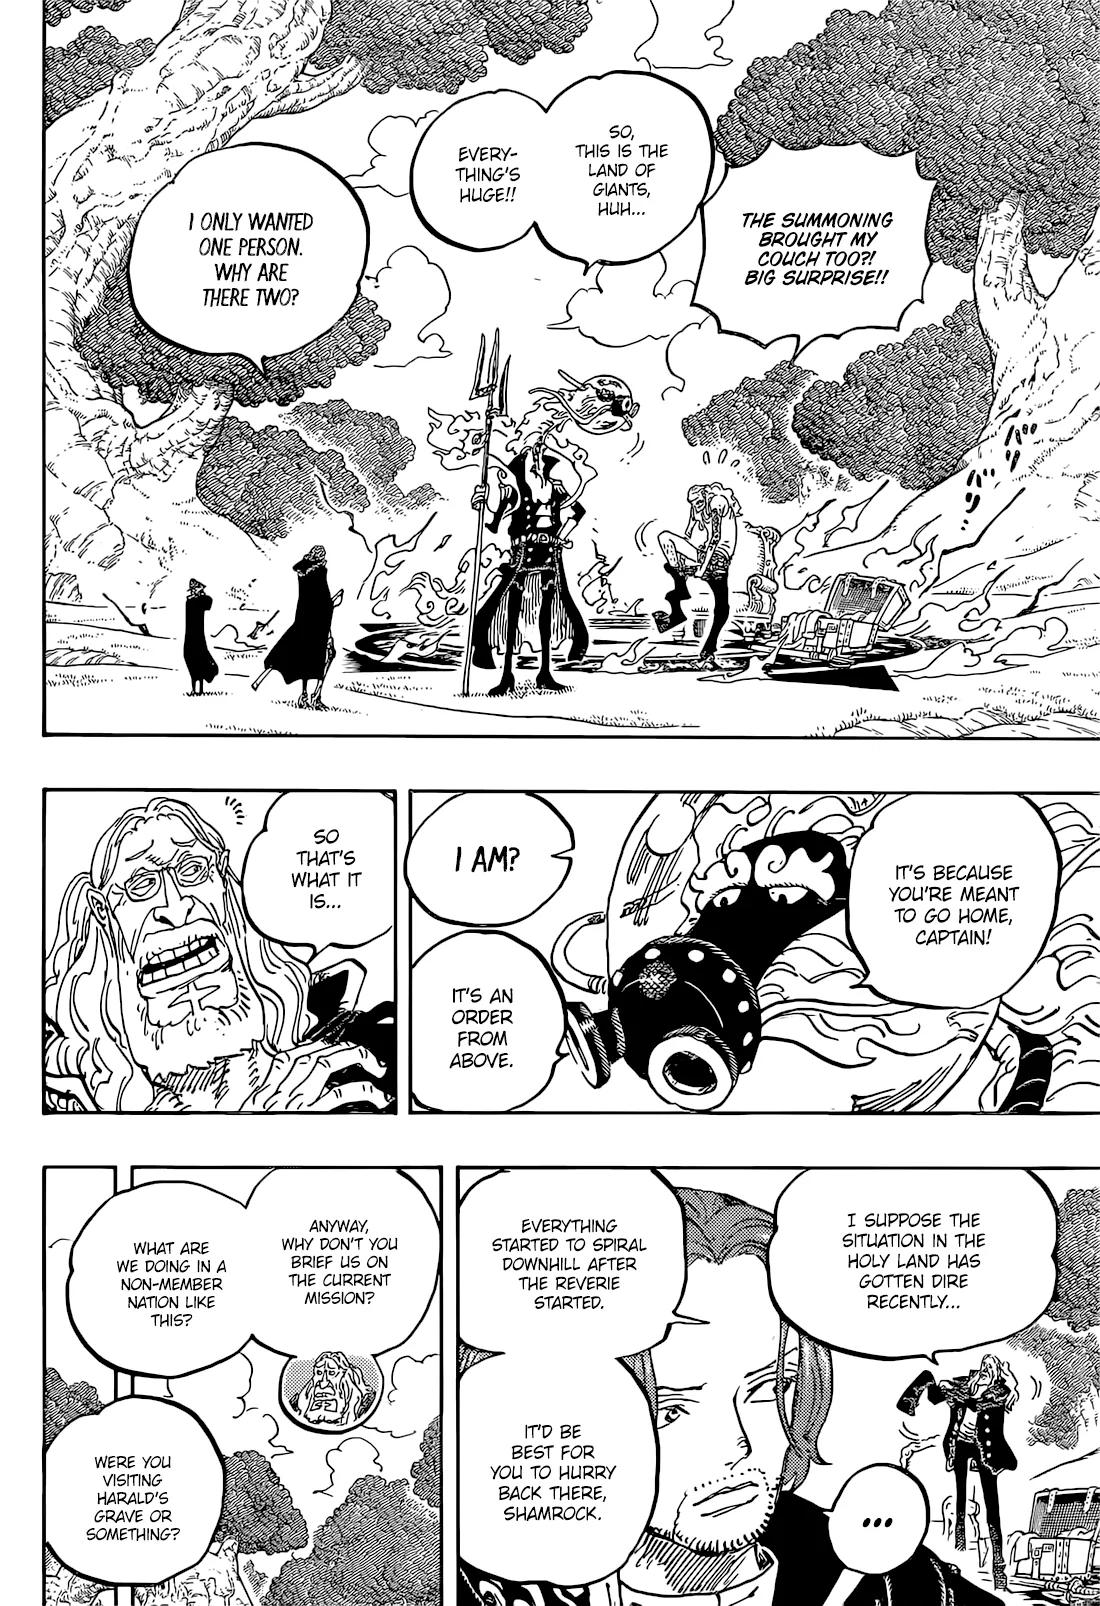 THE SUMMONING
BROUGHT MY
COUCH TOO?!
BIG SURPRISE!!
SO,
THIS IS THE
LAND OF
GIANTS,
HUH...
EVERY-
THING'S
HUGE!!
I ONLY WANTED
ONE PERSON.
WHY ARE
THERE TWO?
IT'S BECAUSE
YOU'RE MEANT
TO GO HOME,
CAPTAIN!
I AM?
IT'S AN
ORDER
FROM
ABOVE.
SO
THAT'S
WHAT IT
IS...
I SUPPOSE THE
SITUATION IN THE
HOLY LAND HAS
GOTTEN DIRE
RECENTLY...
EVERYTHING
STARTED TO SPIRAL
DOWNHILL AFTER
THE REVERIE
STARTED.
IT'D BE
BEST FOR
YOU TO HURRY
BACK THERE,
SHAMROCK.
...
ANYWAY,
WHY DON'T YOU
BRIEF US ON
THE CURRENT
MISSION?
WHAT ARE
WE DOING IN A
NON-MEMBER
NATION LIKE
THIS?
WERE YOU
VISITING
HARALD'S
GRAVE OR
SOMETHING?